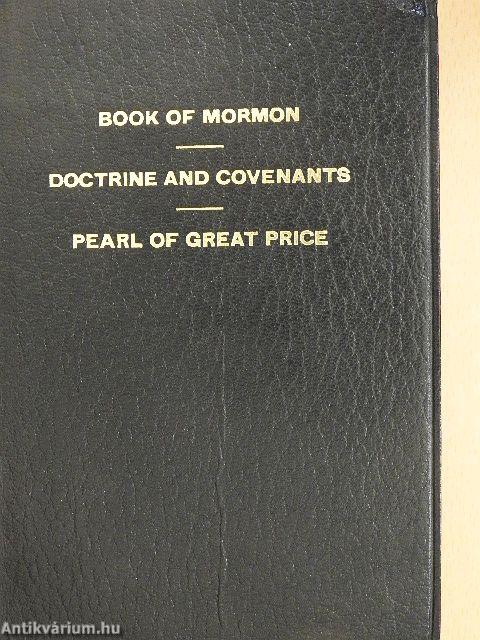 BOOK OF MORMON
DOCTRINE AND COVENANTS
PEARL OF GREAT PRICE
Antikvárium.hu